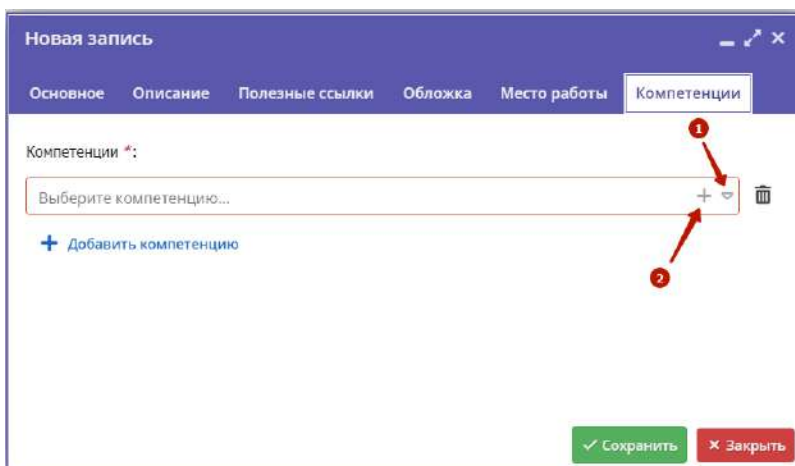 Новая запись
Основное Описание Полезные ссылки Обложка Место работы Компетенции
1
Компетенции *:
Выберите компетенцию...
+ Добавить компетенцию
2
Сохранить Закрыть